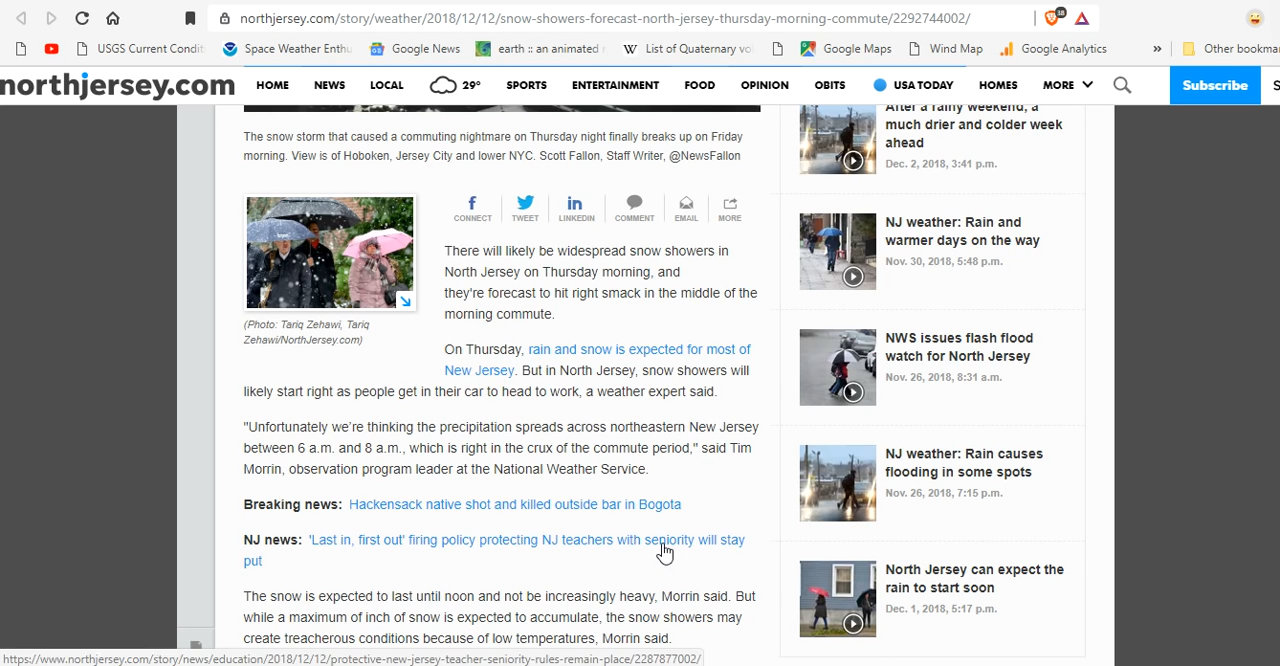 northjersey.com/story/weather/2018/12/12/snow-showers-forecast-north-jersey-thursday-morning-commute/2292744002/
38
USGS Current Conditi
Space Weather Enthu
Google News
earth :: an animated
W List of Quaternary vo
Google Maps
Wind Map
Google Analytics
»
Other bookma
northjersey.com
HOME NEWS LOCAL 29° SPORTS ENTERTAINMENT FOOD OPINION OBITS USA TODAY HOMES MORE Subscribe S
The snow storm that caused a commuting nightmare on Thursday night finally breaks up on Friday
morning. View is of Hoboken, Jersey City and lower NYC. Scott Fallon, Staff Writer, @NewsFallon
(Photo: Tariq Zehawi, Tariq
Zehawi/NorthJersey.com)
CONNECT TWEET LINKEDIN COMMENT EMAIL MORE
There will likely be widespread snow showers in
North Jersey on Thursday morning, and
they're forecast to hit right smack in the middle of the
morning commute.
On Thursday, rain and snow is expected for most of
New Jersey. But in North Jersey, snow showers will
likely start right as people get in their car to head to work, a weather expert said.
"Unfortunately we're thinking the precipitation spreads across northeastern New Jersey
between 6 a.m. and 8 a.m., which is right in the crux of the commute period," said Tim
Morrin, observation program leader at the National Weather Service.
Breaking news: Hackensack native shot and killed outside bar in Bogota
NJ news: 'Last in, first out' firing policy protecting NJ teachers with seniority will stay
put
The snow is expected to last until noon and not be increasingly heavy, Morrin said. But
while a maximum of inch of snow is expected to accumulate, the snow showers may
create treacherous conditions because of low temperatures, Morrin said.
After a rainy weekend, a
much drier and colder week
ahead
Dec. 2, 2018, 3:41 p.m.
NJ weather: Rain and
warmer days on the way
Nov. 30, 2018, 5:48 p.m.
NWS issues flash flood
watch for North Jersey
Nov. 26, 2018, 8:31 a.m.
NJ weather: Rain causes
flooding in some spots
Nov. 26, 2018, 7:15 p.m.
North Jersey can expect the
rain to start soon
Dec. 1, 2018, 5:17 p.m.
https://www.northjersey.com/story/news/education/2018/12/12/protective-new-jersey-teacher-seniority-rules-remain-place/2287877002/